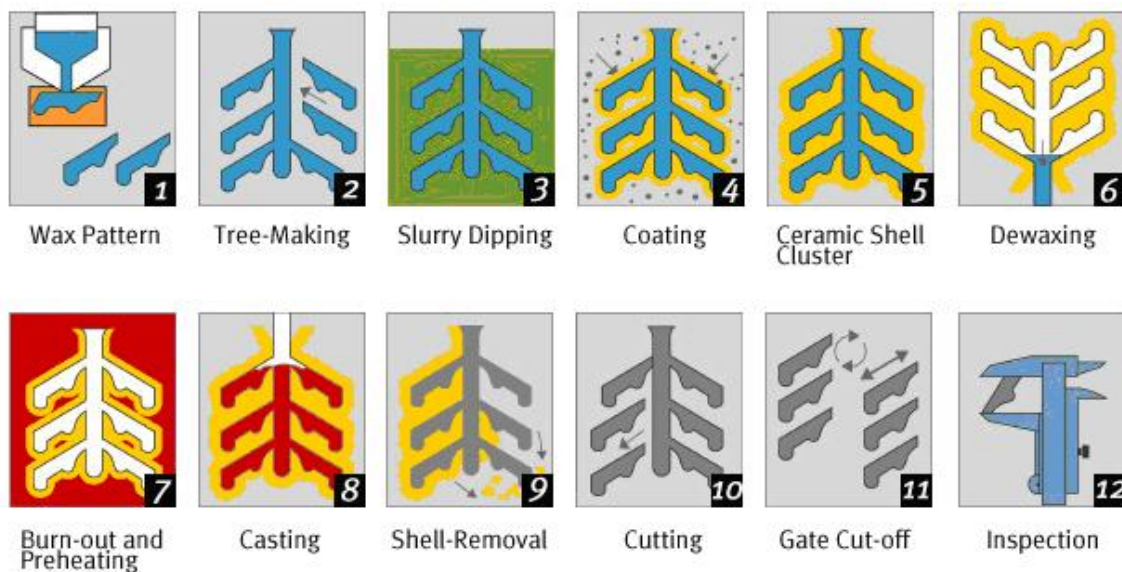 1
2
3
4
5
6
Wax Pattern
Tree-Making
Slurry Dipping
Coating
Ceramic Shell
Cluster
Dewaxing
7
8
9
10
11
12
Burn-out and
Preheating
Casting
Shell-Removal
Cutting
Gate Cut-off
Inspection